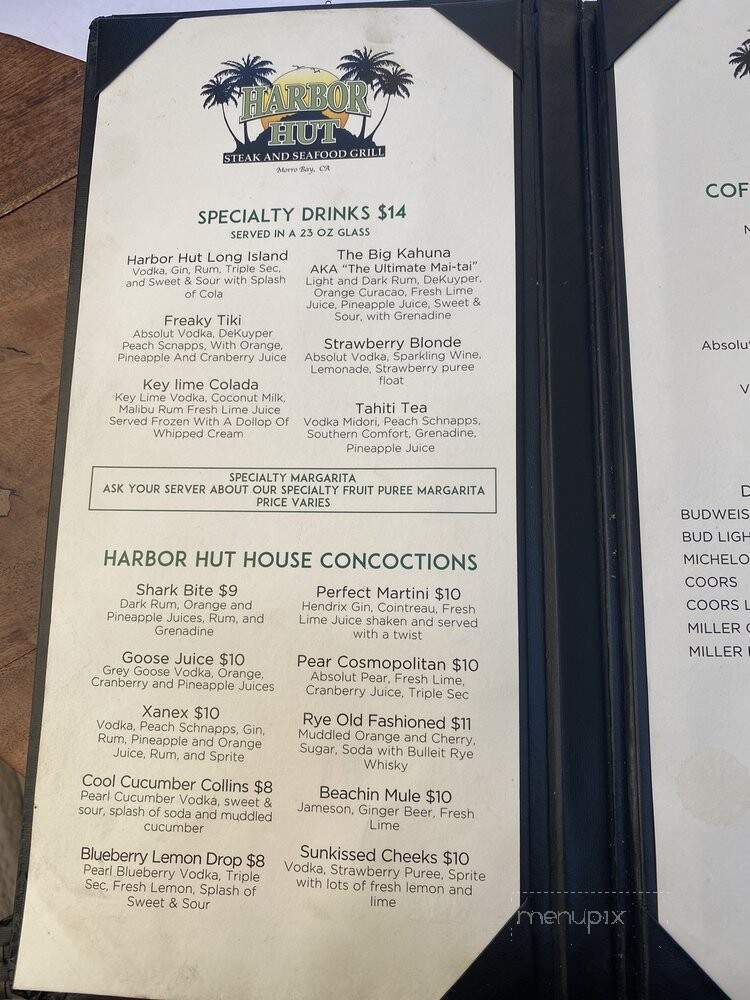 HARBOR
HUT
STEAK AND SEAFOOD GRILL
Morro Bay, CA
SPECIALTY DRINKS $14
SERVED IN A 23 OZ GLASS
Harbor Hut Long Island
Vodka, Gin, Rum, Triple Sec,
and Sweet & Sour with Splash
of Cola
Freaky Tiki
Absolut Vodka, DeKuyper
Peach Scnapps, With Orange,
Pineapple And Cranberry Juice
Key lime Colada
Key Lime Vodka, Coconut Milk,
Malibu Rum Fresh Lime Juice
Served Frozen With A Dollop Of
Whipped Cream
The Big Kahuna
AKA “The Ultimate Mai-tai”
Light and Dark Rum, DeKuyper,
Orange Curacao, Fresh Lime
Juice, Pineapple Juice, Sweet &
Sour, with Grenadine
Strawberry Blonde
Absolut Vodka, Sparkling Wine,
Lemonade, Strawberry puree
float
Tahiti Tea
Vodka Midori, Peach Schnapps,
Southern Comfort, Grenadine,
Pineapple Juice
SPECIALTY MARGARITA
ASK YOUR SERVER ABOUT OUR SPECIALTY FRUIT PUREE MARGARITA
PRICE VARIES
HARBOR HUT HOUSE CONCOCTIONS
Shark Bite $9
Dark Rum, Orange and
Pineapple Juices, Rum, and
Grenadine
Goose Juice $10
Grey Goose Vodka, Orange,
Cranberry and Pineapple Juices
Xanex $10
Vodka, Peach Schnapps, Gin,
Rum, Pineapple and Orange
Juice, Rum, and Sprite
Cool Cucumber Collins $8
Pearl Cucumber Vodka, sweet &
sour, splash of soda and muddled
cucumber
Blueberry Lemon Drop $8
Pearl Blueberry Vodka, Triple
Sec, Fresh Lemon, Splash of
Sweet & Sour
Perfect Martini $10
Hendrix Gin, Cointreau, Fresh
Lime Juice shaken and served
with a twist
Pear Cosmopolitan $10
Absolut Pear, Fresh Lime,
Cranberry Juice, Triple Sec
Rye Old Fashioned $11
Muddled Orange and Cherry,
Sugar, Soda with Bulleit Rye
Whisky
Beachin Mule $10
Jameson, Ginger Beer, Fresh
Lime
Sunkissed Cheeks $10
Vodka, Strawberry Puree, Sprite
with lots of fresh lemon and
lime
COF
Absolu
V
D
BUDWEIS
BUD LIGH
MICHELO
COORS
COORS L
MILLER
MILLER
menupix